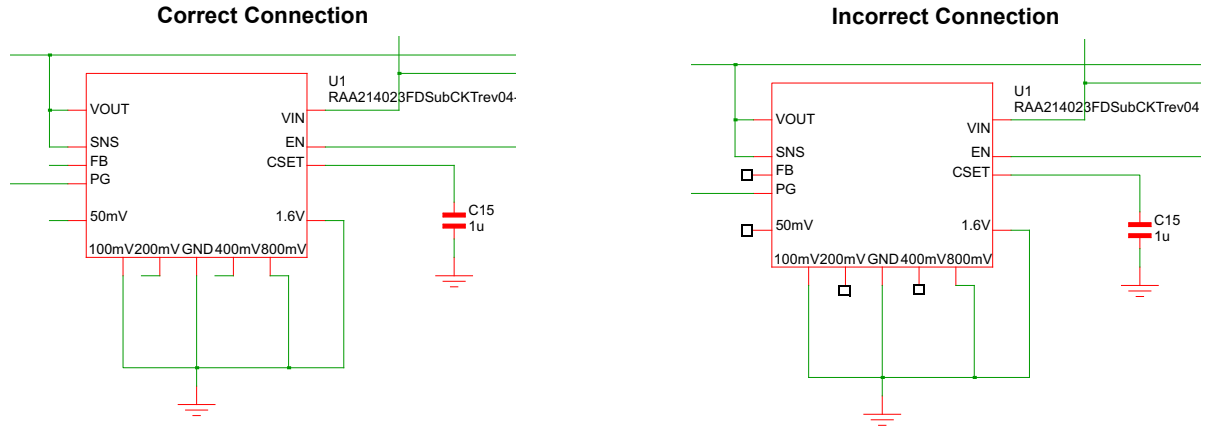 Correct Connection
U1
RAA214023FDSubCKTrev04-
VOUT
VIN
SNS
EN
FB
CSET
PG
50mV
1.6V
C15
1u
100mV200mV GND 400mV800mV
Incorrect Connection
U1
RAA214023FDSubCKTrev04
VOUT
VIN
SNS
EN
FB
CSET
PG
50mV
1.6V
C15
1u
100mV200mV GND 400mV800mV